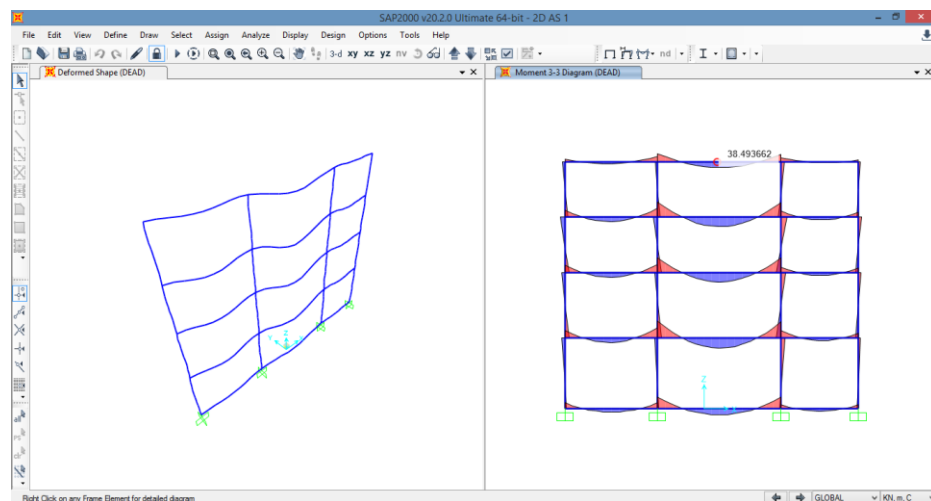 SAP2000 v20.2.0 Ultimate 64-bit - 2D AS 1
File Edit View Define Draw Select Assign Analyze Display Design Options Tools Help
3-d xy xz yz nv nd
Deformed Shape (DEAD)
Moment 3-3 Diagram (DEAD)
38.493662
Z
Z
Right Click on any Frame Element for detailed diagram
GLOBAL
KN, m, C